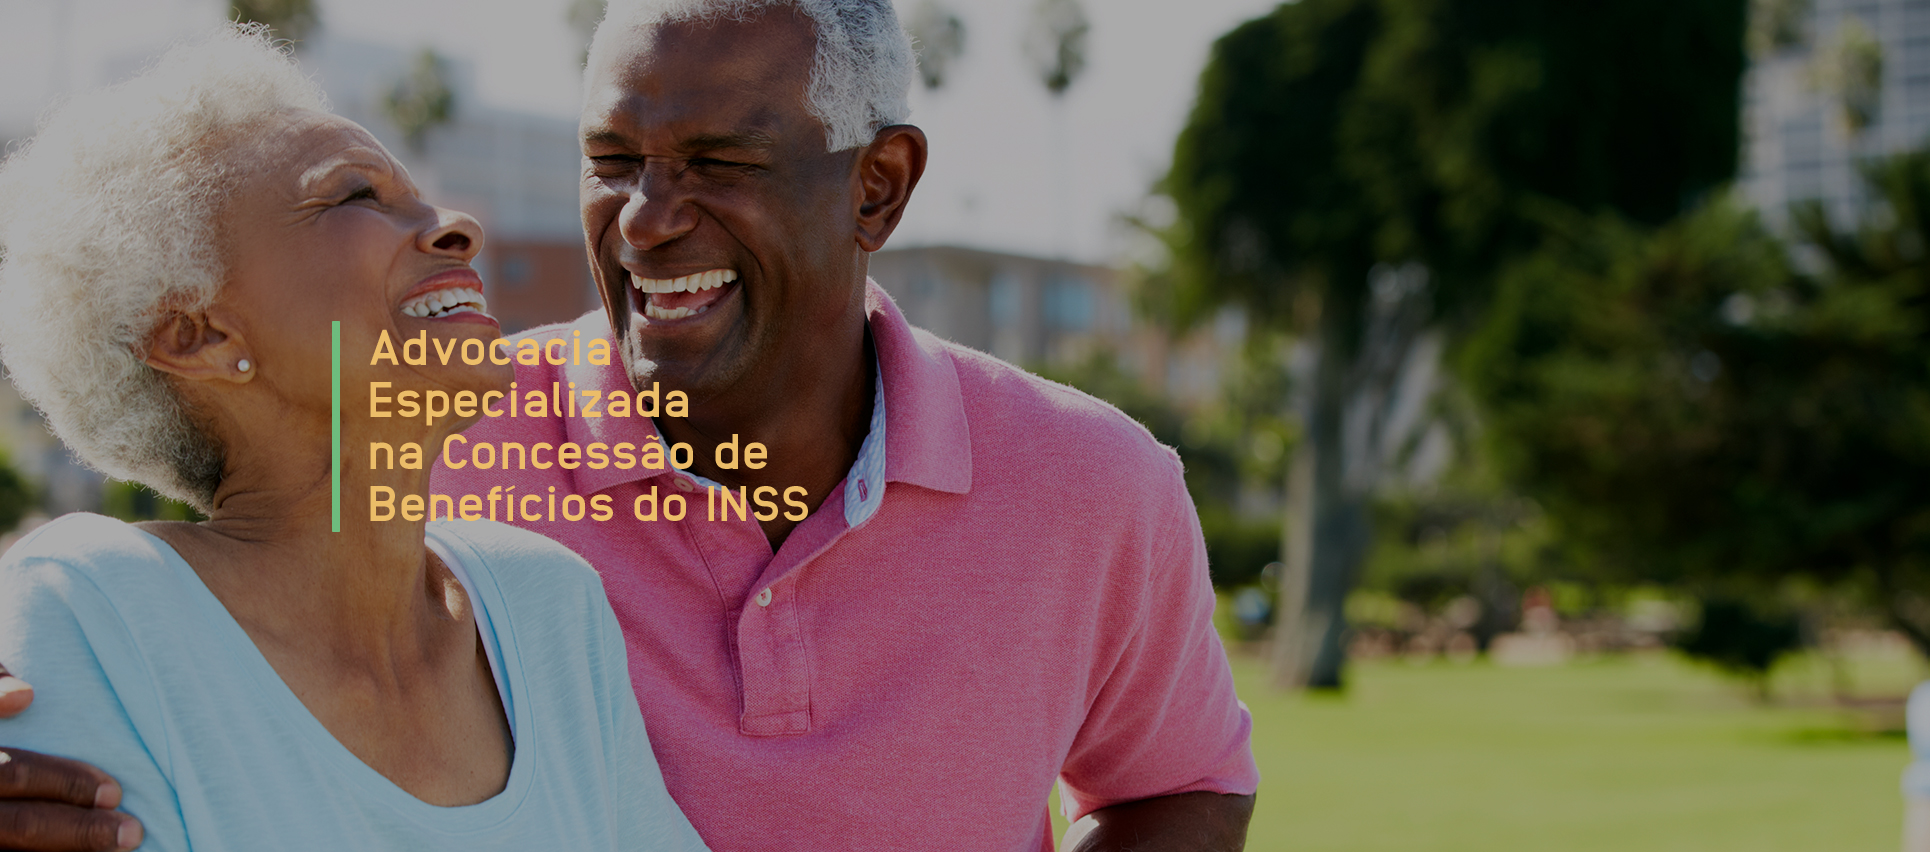 Advocacia
Especializada
na Concessão de
Benefícios do INSS